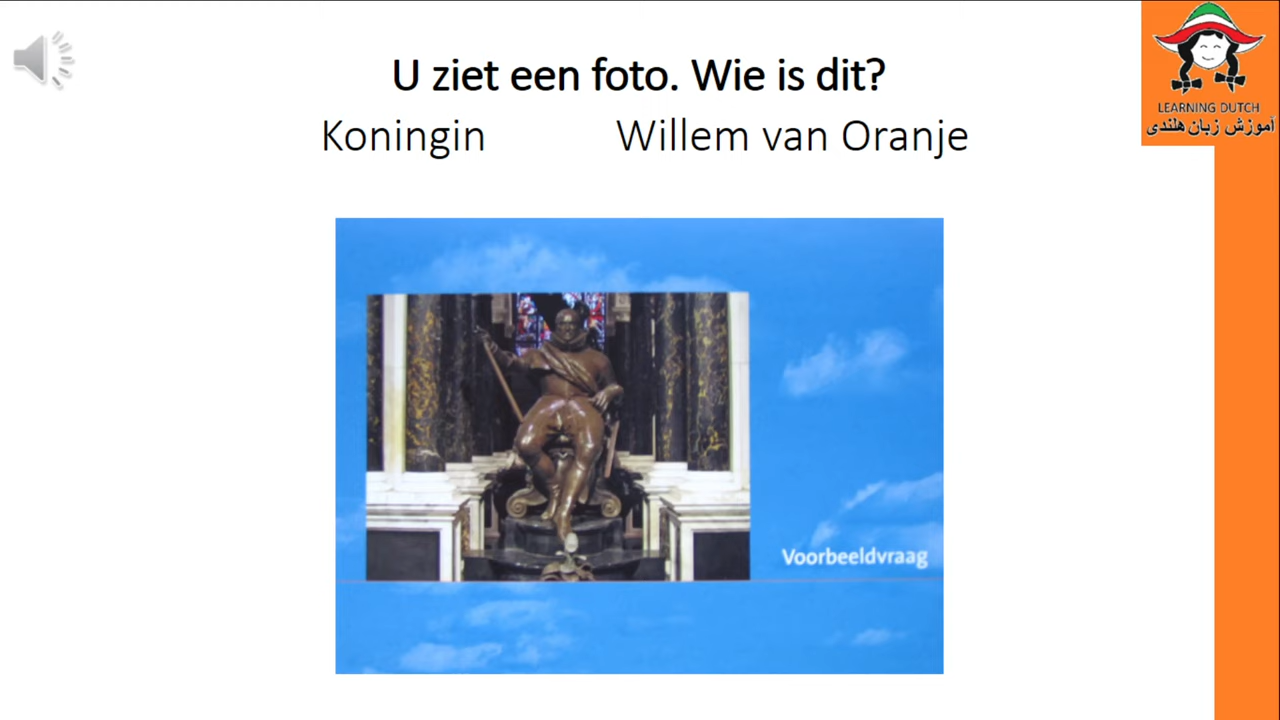 U ziet een foto. Wie is dit?
Koningin Willem van Oranje
LEARNING DUTCH
آموزش زبان هلندی
Voorbeeldvraag